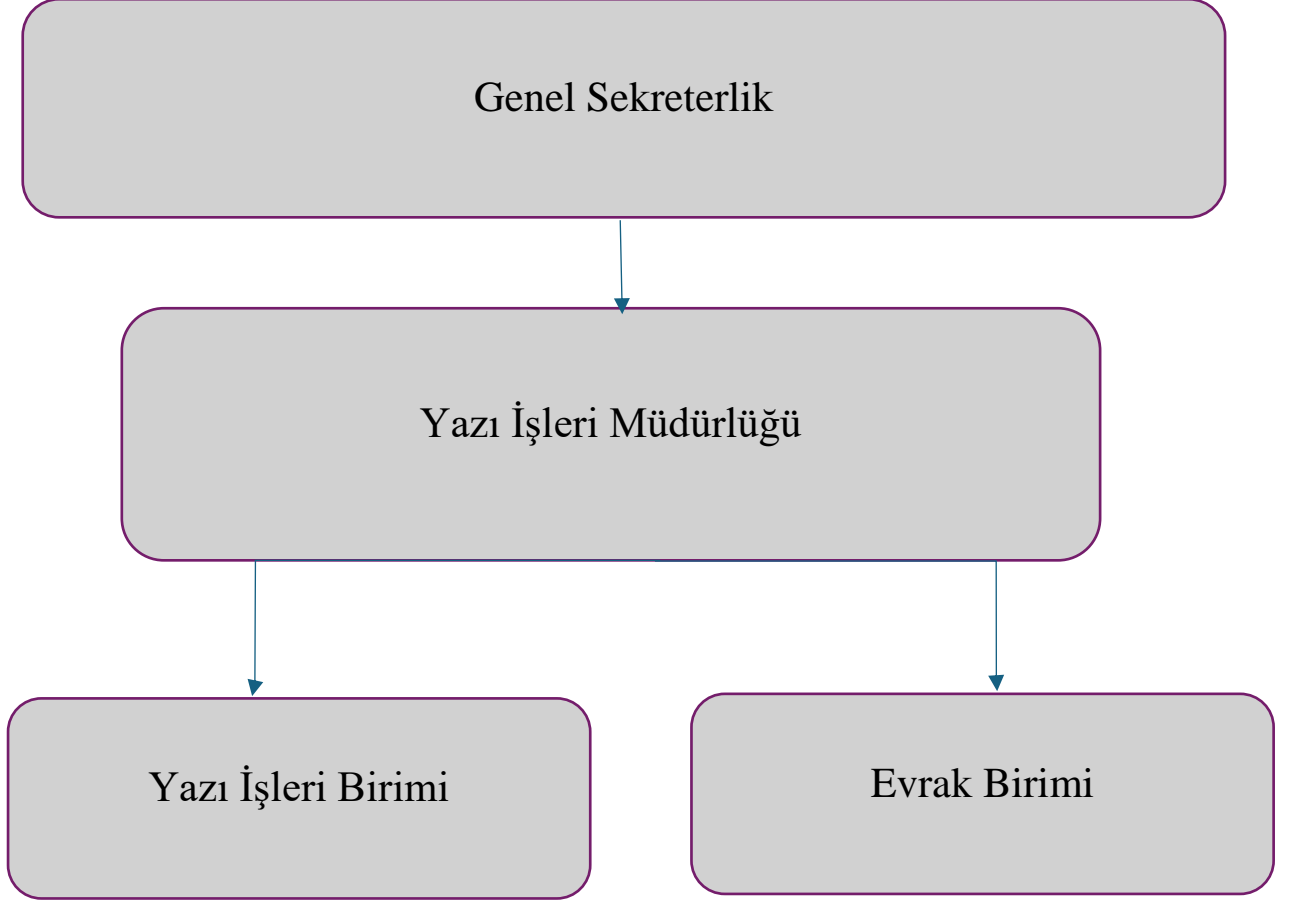 Genel Sekreterlik
Yazı İşleri Müdürlüğü
Yazı İşleri Birimi
Evrak Birimi